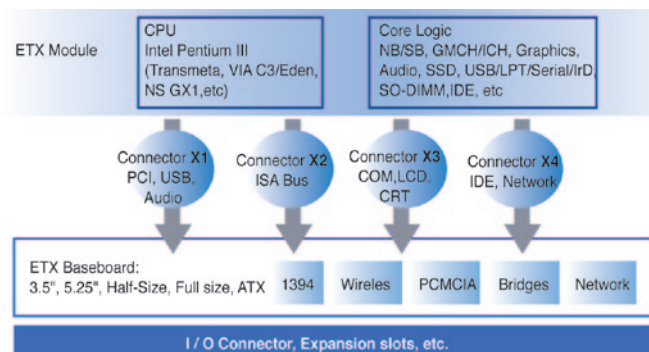 ETX Module
CPU
Intel Pentium III
(Transmeta, VIA C3/Eden,
NS GX1,etc)
Core Logic
NB/SB, GMCH/ICH, Graphics,
Audio, SSD, USB/LPT/Serial/IrD,
SO-DIMM,IDE, etc
Connector X1
PCI, USB,
Audio
Connector X2
ISA Bus
Connector X3
COM,LCD,
CRT
Connector X4
IDE, Network
ETX Baseboard:
3.5", 5.25", Half-Size, Full size, ATX
1394
Wireles
PCMCIA
Bridges
Network
I / O Connector, Expansion slots, etc.